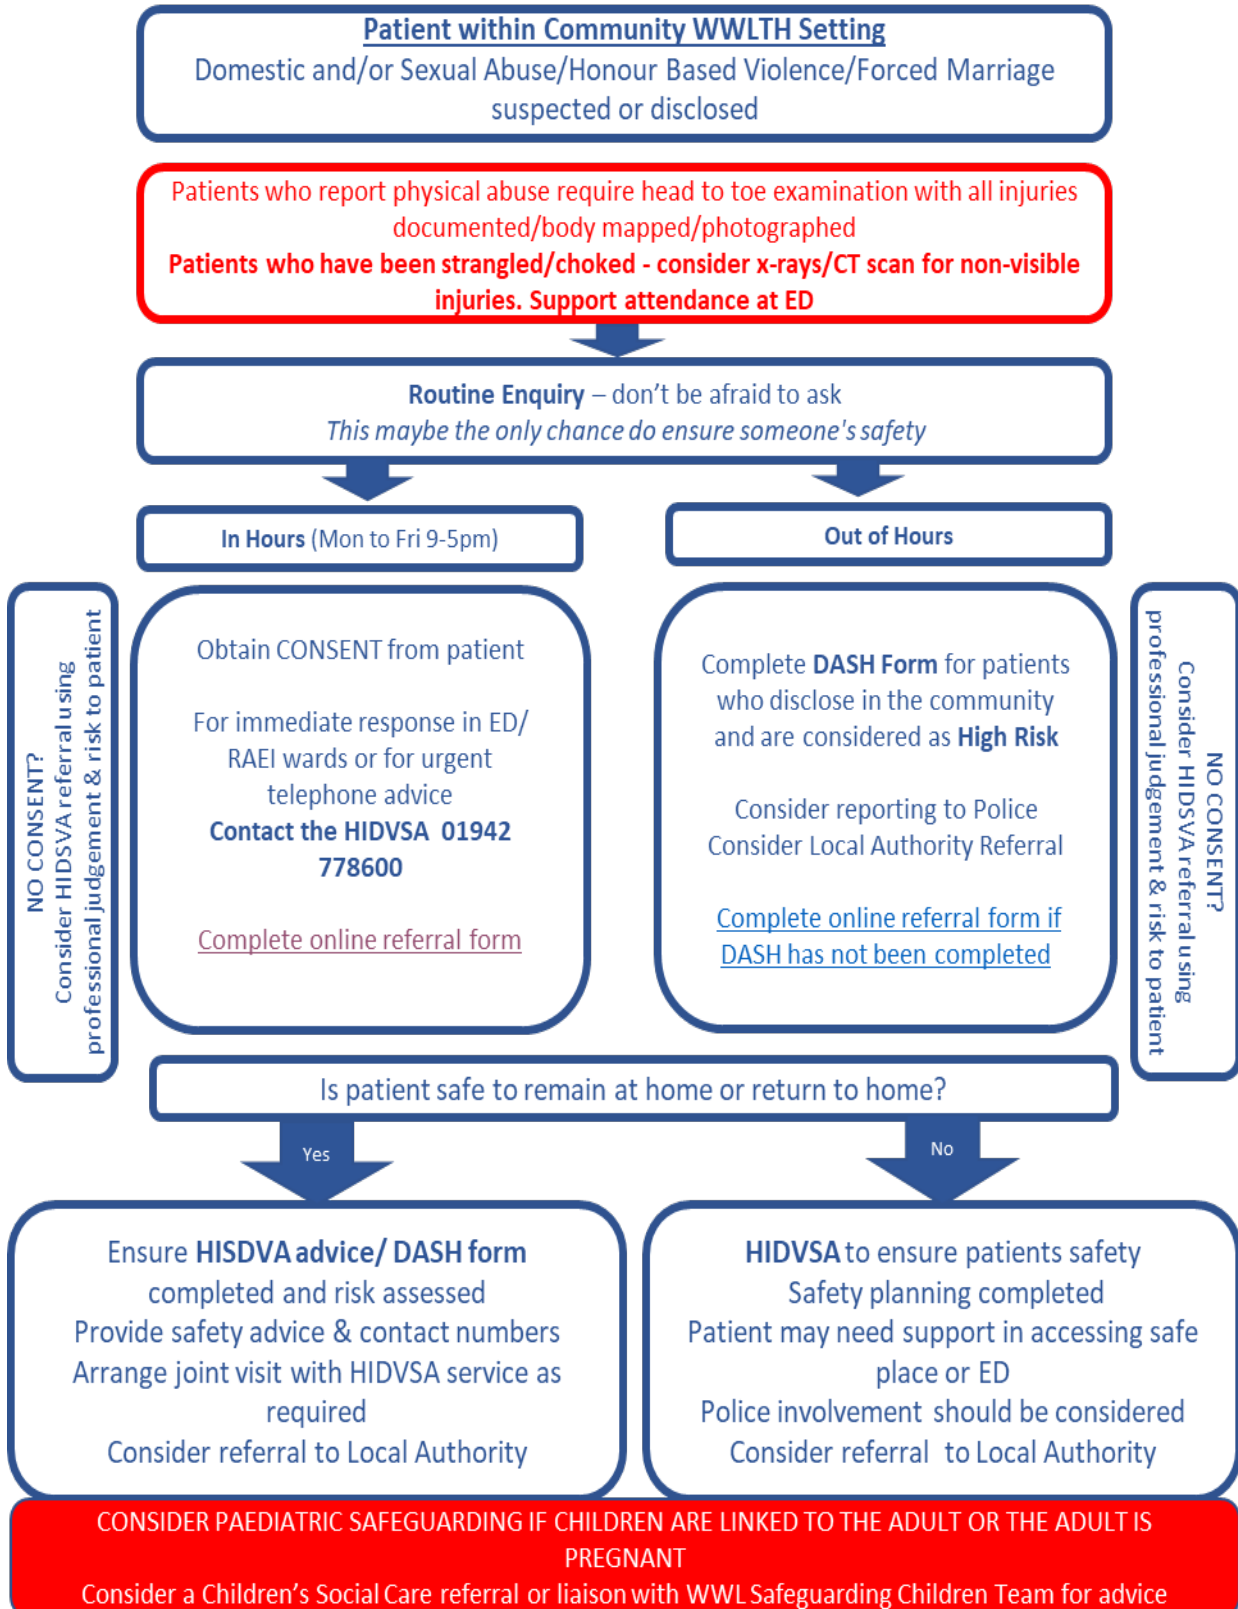 Patient within Community WWLTH Setting
Domestic and/or Sexual Abuse/Honour Based Violence/Forced Marriage
suspected or disclosed
Patients who report physical abuse require head to toe examination with all injuries
documented/body mapped/photographed
Patients who have been strangled/choked - consider x-rays/CT scan for non-visible
injuries. Support attendance at ED
Routine Enquiry – don't be afraid to ask
This maybe the only chance do ensure someone's safety
In Hours (Mon to Fri 9-5pm)
Out of Hours
NO CONSENT?
Consider HIDSVA referral using
professional judgement & risk to patient
Obtain CONSENT from patient
For immediate response in ED/
RAEI wards or for urgent
telephone advice
Contact the HIDVSA 01942
778600
Complete online referral form
Complete DASH Form for patients
who disclose in the community
and are considered as High Risk
Consider reporting to Police
Consider Local Authority Referral
Complete online referral form if
DASH has not been completed
NO CONSENT?
Consider HIDSVA referral using
professional judgement & risk to patient
Is patient safe to remain at home or return to home?
Yes
No
Ensure HISDVA advice/ DASH form
completed and risk assessed
Provide safety advice & contact numbers
Arrange joint visit with HIDVSA service as
required
Consider referral to Local Authority
HIDVSA to ensure patients safety
Safety planning completed
Patient may need support in accessing safe
place or ED
Police involvement should be considered
Consider referral to Local Authority
CONSIDER PAEDIATRIC SAFEGUARDING IF CHILDREN ARE LINKED TO THE ADULT OR THE ADULT IS
PREGNANT
Consider a Children's Social Care referral or liaison with WWL Safeguarding Children Team for advice